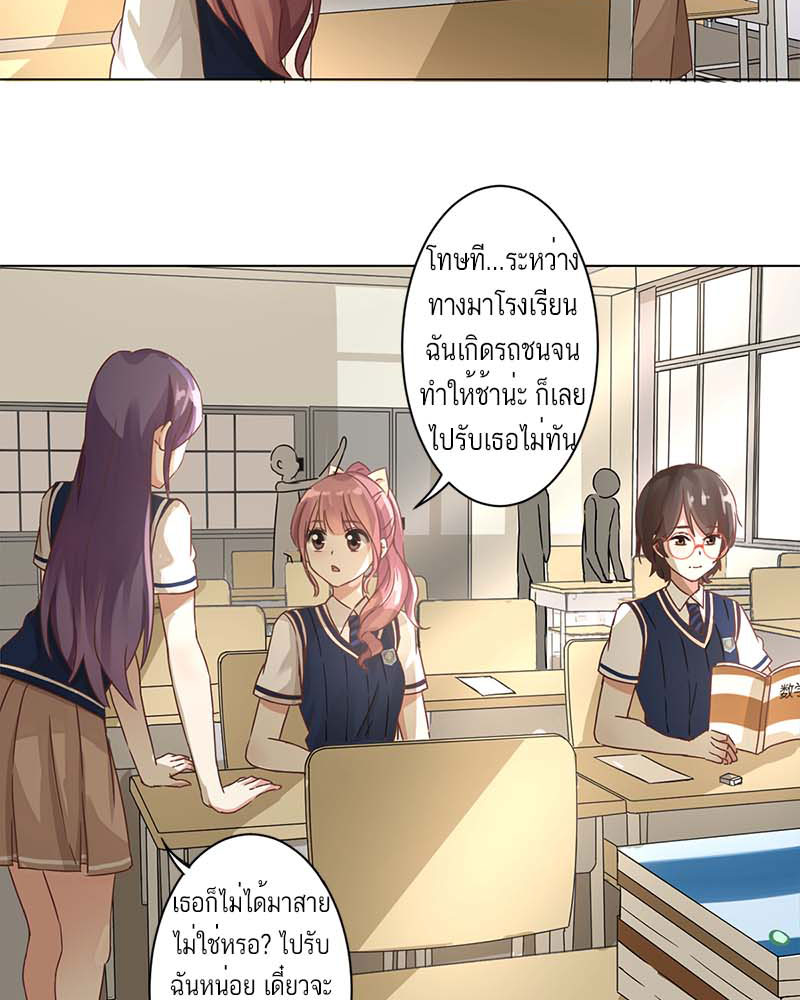 โทษที...ระหว่าง
ทางมาโรงเรียน
ฉันเกิดรถชนจน
ทำให้ช้าน่ะ ก็เลย
ไปรับเธอไม่ทัน
数学
เธอก็ไม่ได้มาสาย
ไม่ใช่หรอ? ไปรับ
ฉันหน่อย เดี๋ยวจะ